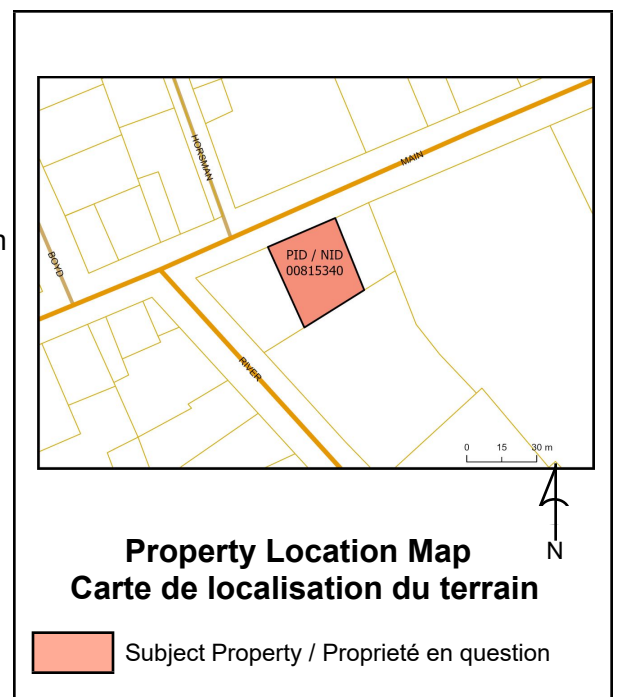 HORSMAN
MAIN
n
PID / NID
00815340
BOYD
RIVER
0 15 30 m
N
Property Location Map
Carte de localisation du terrain
Subject Property / Proprieté en question